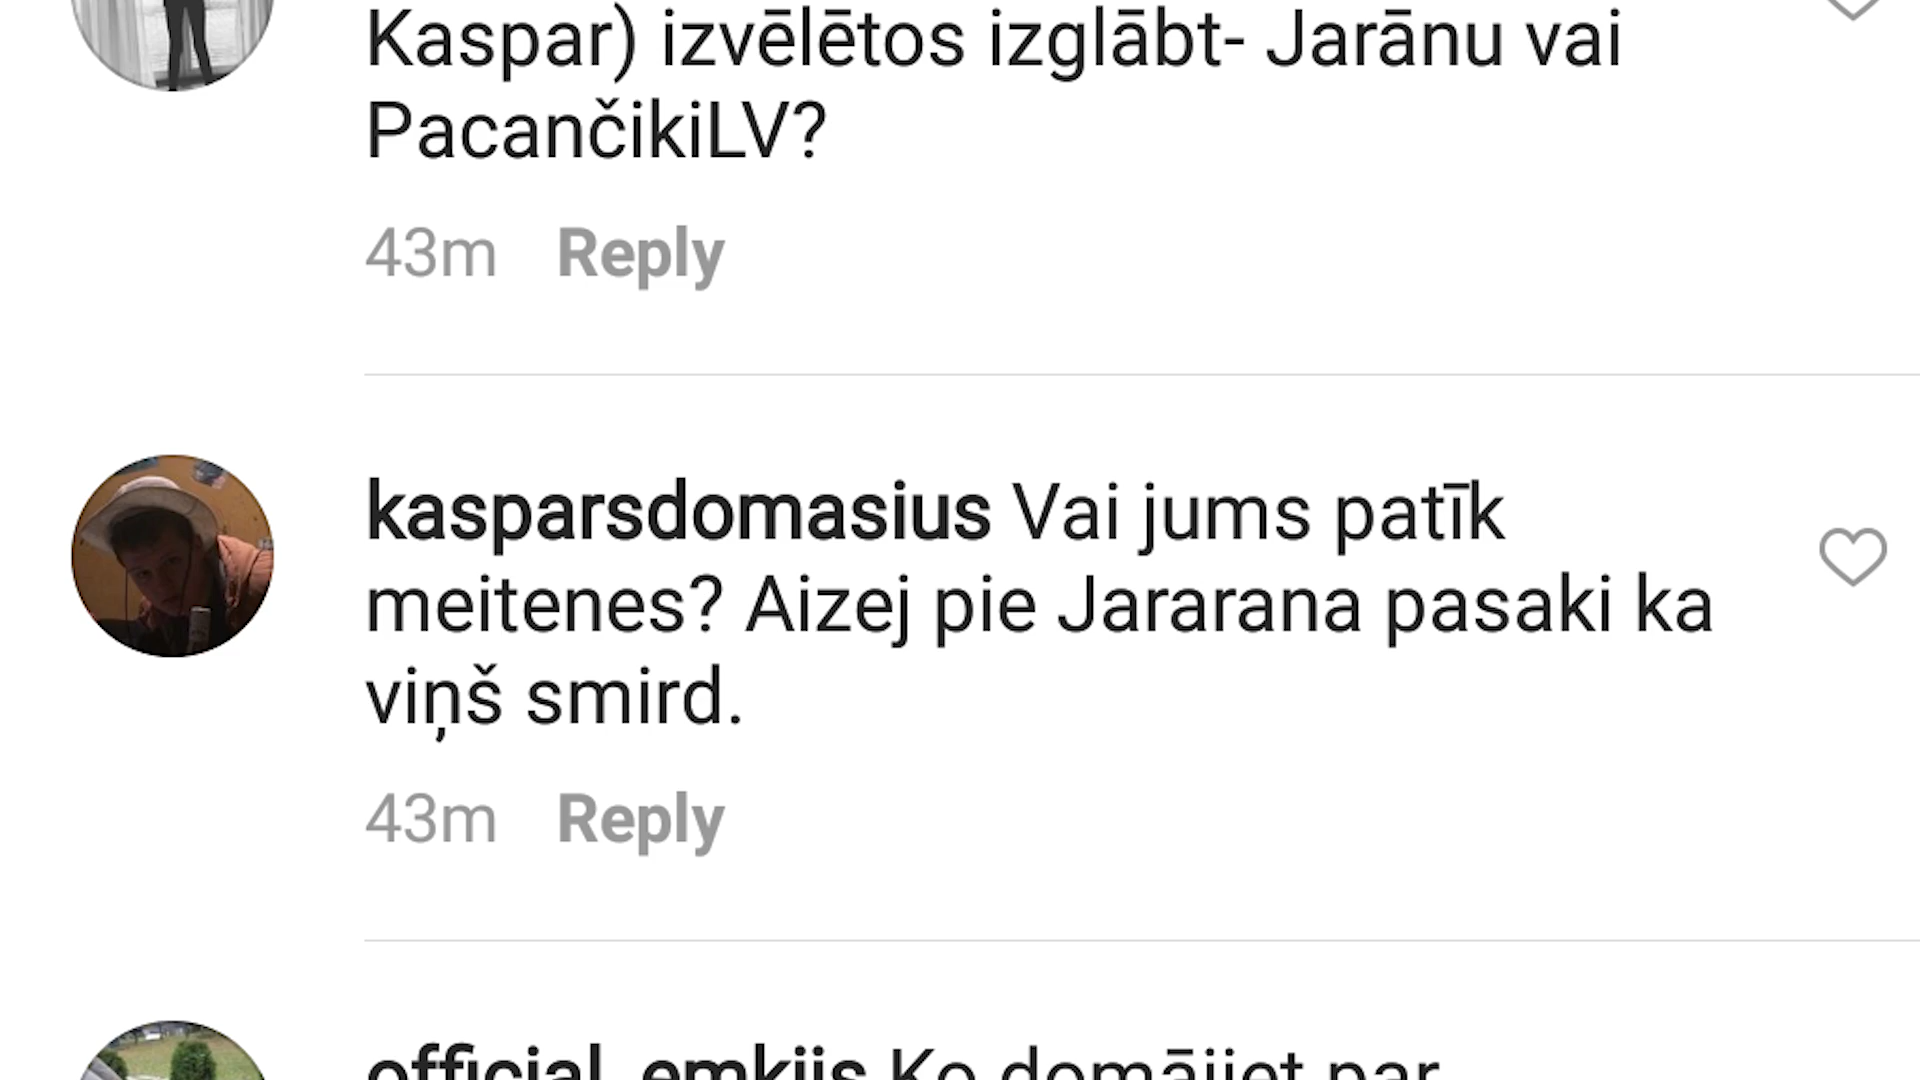 Kaspar) izvēlētos izglābt- Jarānu vai
PacančikiLV?
43m Reply
kasparsdomasius Vai jums patīk
meitenes? Aizej pie Jararana pasaki ka
viņš smird.
43m Reply
official_emkijs Ko domājiet par